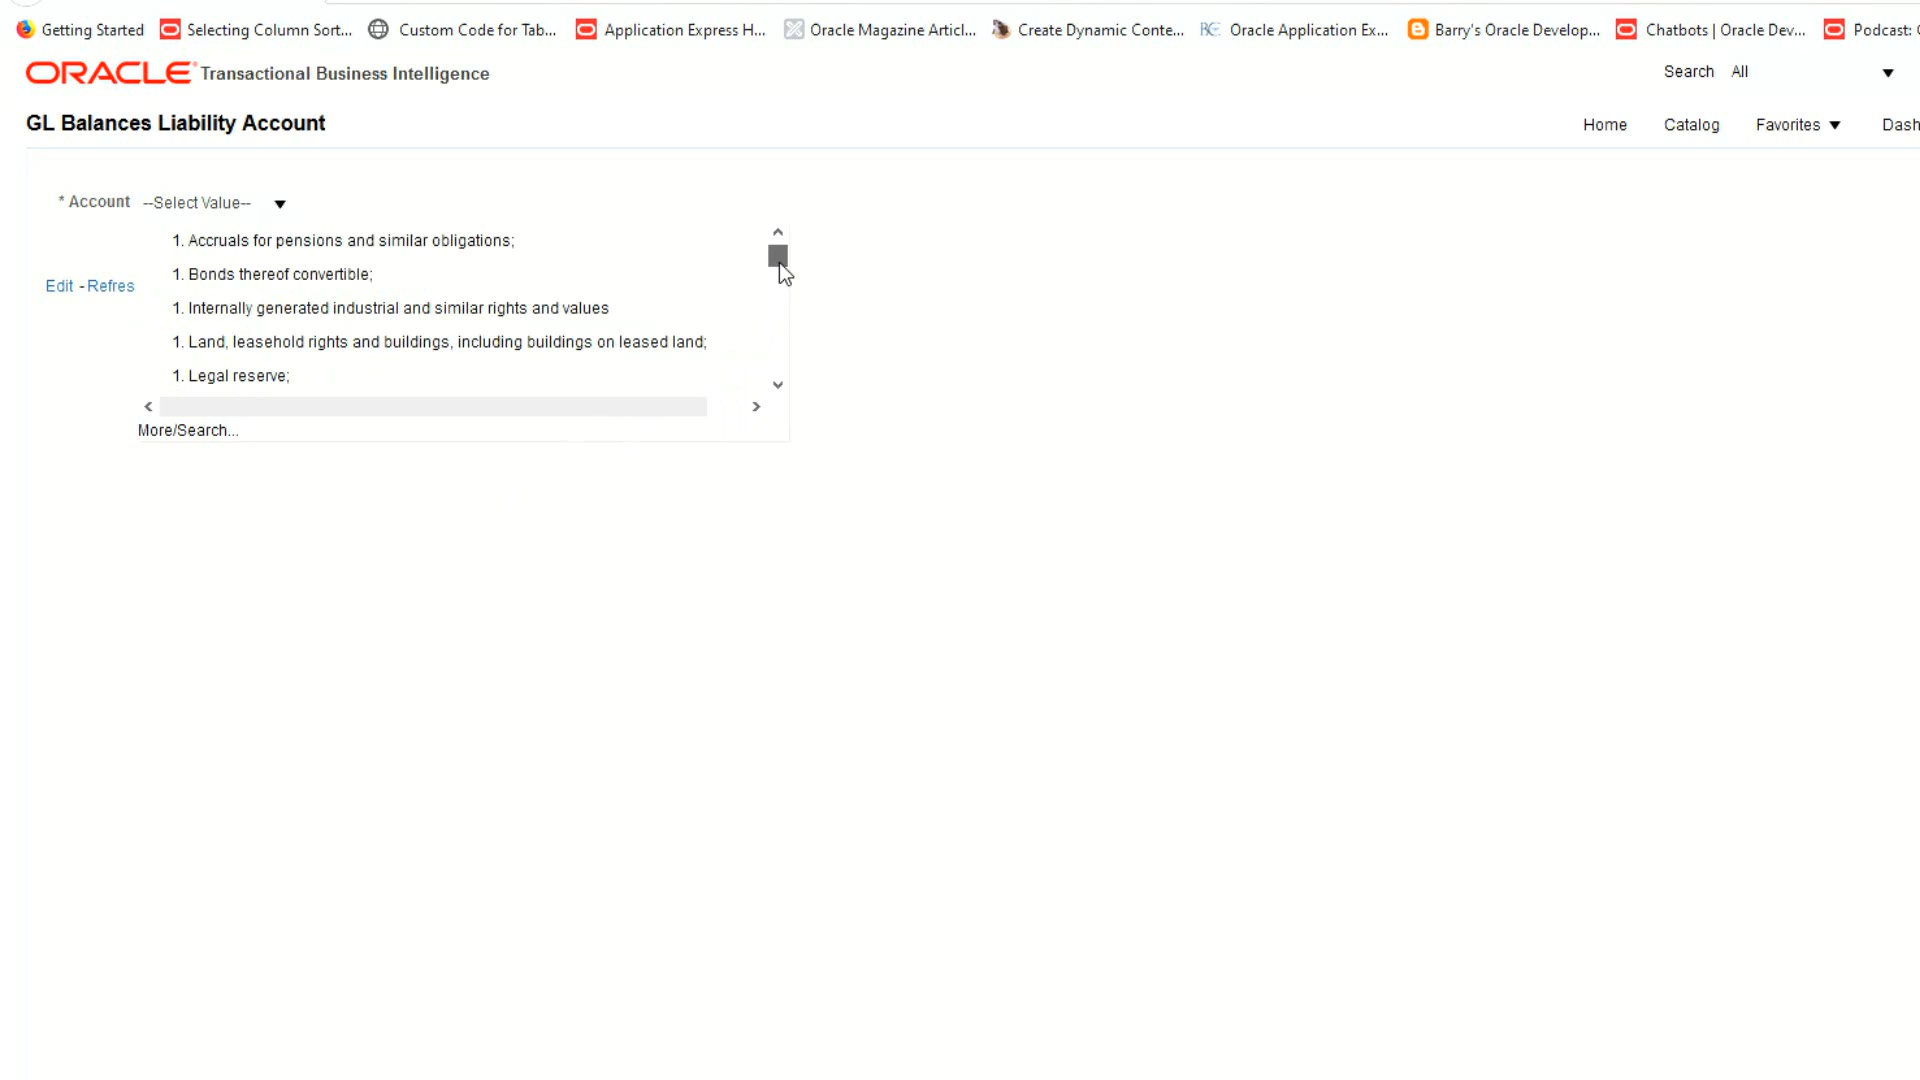 Getting Started Selecting Column Sort... Custom Code for Tab... Application Express H... Oracle Magazine Articl... Create Dynamic Conte... Oracle Application Ex... Barry's Oracle Develop... Chatbots | Oracle Dev... Podcast:
ORACLE Transactional Business Intelligence Search All
GL Balances Liability Account Home Catalog Favorites Dash
* Account --Select Value--
1. Accruals for pensions and similar obligations;
1. Bonds thereof convertible;
Edit - Refres
1. Internally generated industrial and similar rights and values
1. Land, leasehold rights and buildings, including buildings on leased land;
1. Legal reserve;
More/Search...